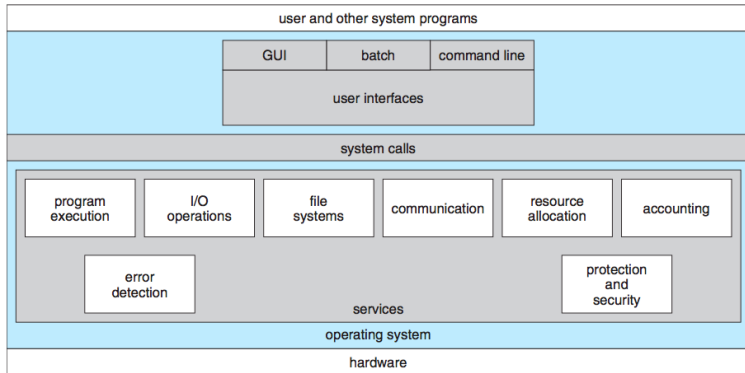 user and other system programs
GUI batch command line
user interfaces
system calls
program
execution
I/O
operations
file
systems
communication
resource
allocation
accounting
error
detection
protection
and
security
services
operating system
hardware